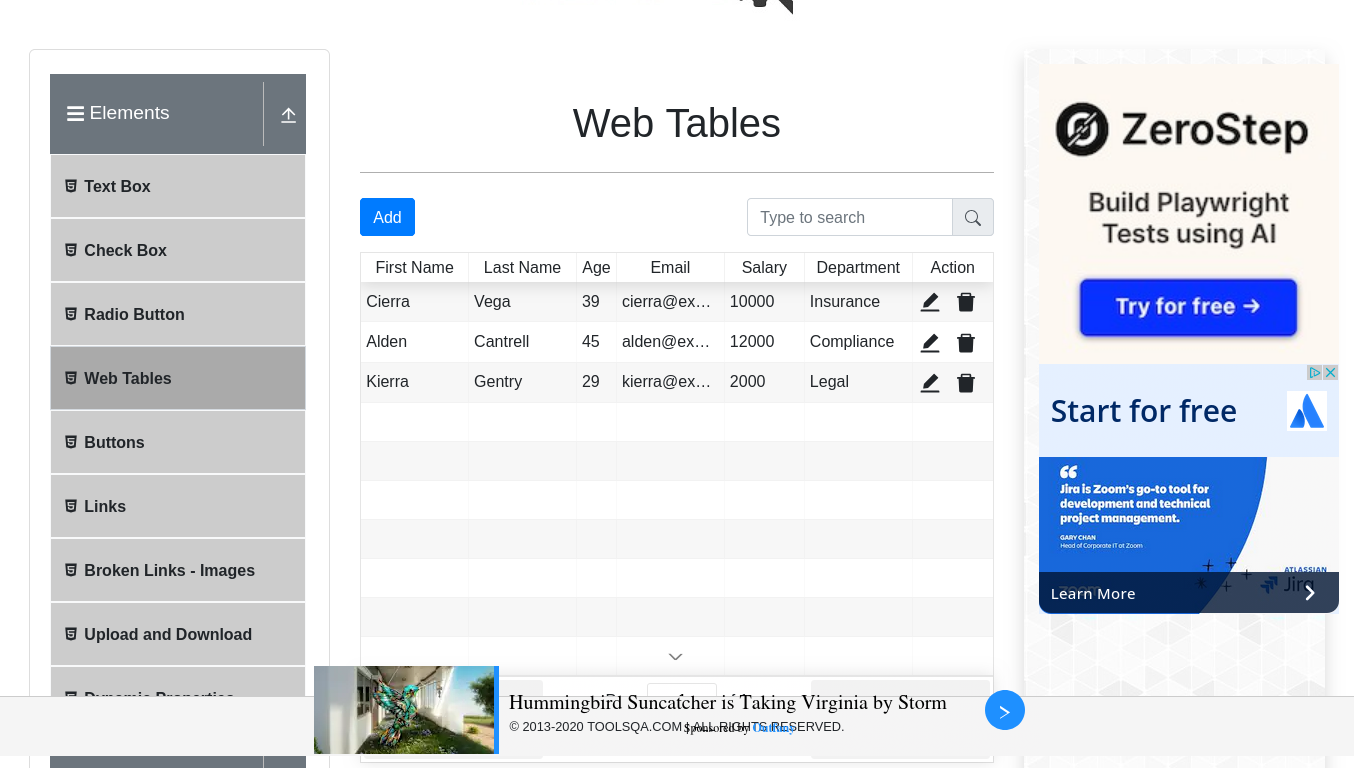 Elements
Text Box
Check Box
Radio Button
Web Tables
Buttons
Links
Broken Links - Images
Upload and Download
Dynamic Properties
Web Tables
Add
Type to search
First Name Last Name Age Email Salary Department Action
Cierra Vega 39 cierra@ex… 10000 Insurance
Alden Cantrell 45 alden@ex… 12000 Compliance
Kierra Gentry 29 kierra@ex… 2000 Legal
Hummingbird Suncatcher is Taking Virginia by Storm
© 2013-2020 TOOLSQA.COM | ALL RIGHTS RESERVED.
Sponsored by
ZeroStep
Build Playwright
Tests using AI
Try for free →
Start for free
Jira is Zoom's go-to tool for
development and technical
project management.
GARY CHAN
Head of Corporate IT at Zoom
ATLASSIAN
Jira
zoom
Learn More